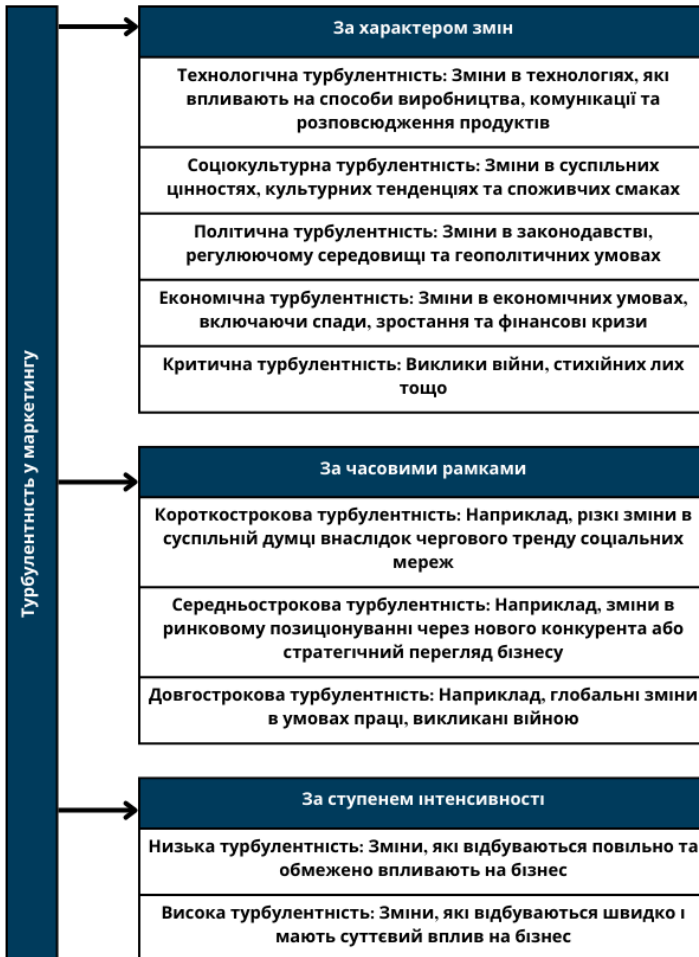 Турбулентність у маркетингу
За характером змін
Технологічна турбулентність: Зміни в технологіях, які
впливають на способи виробництва, комунікації та
розповсюдження продуктів
Соціокультурна турбулентність: Зміни в суспільних
цінностях, культурних тенденціях та споживчих смаках
Політична турбулентність: Зміни в законодавстві,
регулюючому середовищі та геополітичних умовах
Економічна турбулентність: Зміни в економічних умовах,
включаючи спади, зростання та фінансові кризи
Критична турбулентність: Виклики війни, стихійних лих
тощо
За часовими рамками
Короткострокова турбулентність: Наприклад, різкі зміни в
суспільній думці внаслідок чергового тренду соціальних
мереж
Середньострокова турбулентність: Наприклад, зміни в
ринковому позиціонуванні через нового конкурента або
стратегічний перегляд бізнесу
Довгострокова турбулентність: Наприклад, глобальні зміни
в умовах праці, викликані війною
За ступенем інтенсивності
Низька турбулентність: Зміни, які відбуваються повільно та
обмежено впливають на бізнес
Висока турбулентність: Зміни, які відбуваються швидко і
мають суттєвий вплив на бізнес